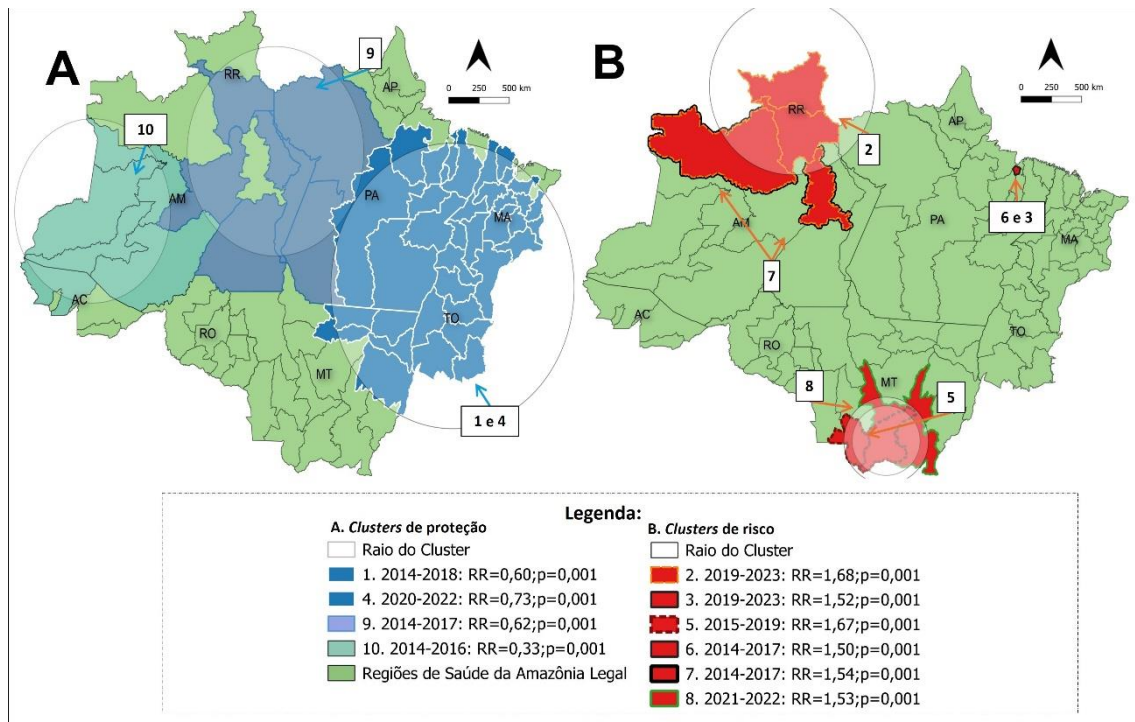 A
9
RR
AP
0 250 500 km
10
AM
PA
MA
AC
RO
TO
MT
1 e 4
B
RR
AP
0 250 500 km
2
6 e 3
PA
AM
MA
7
AC
RO
TO
MT
8
5
Legenda:
A. Clusters de proteção
Raio do Cluster
1. 2014-2018: RR=0,60;p=0,001
4. 2020-2022: RR=0,73;p=0,001
9. 2014-2017: RR=0,62;p=0,001
10. 2014-2016: RR=0,33;p=0,001
Regiões de Saúde da Amazônia Legal
B. Clusters de risco
Raio do Cluster
2. 2019-2023: RR=1,68;p=0,001
3. 2019-2023: RR=1,52;p=0,001
5. 2015-2019: RR=1,67;p=0,001
6. 2014-2017: RR=1,50;p=0,001
7. 2014-2017: RR=1,54;p=0,001
8. 2021-2022: RR=1,53;p=0,001